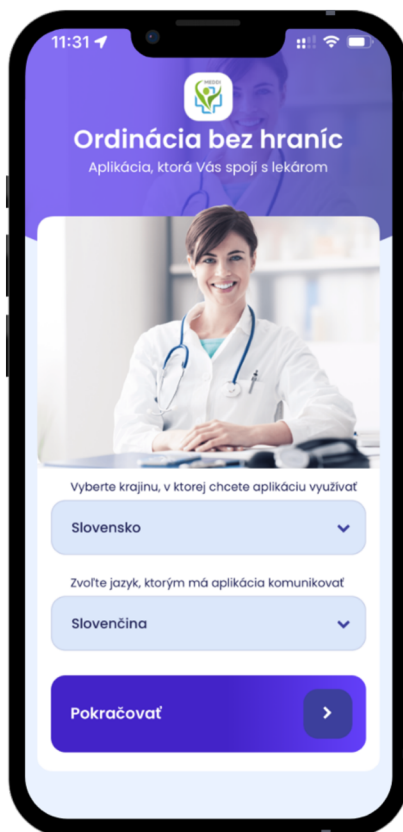 11:31
MEDDI
Ordinácia bez hraníc
Aplikácia, ktorá Vás spojí s lekárom
Vyberte krajinu, v ktorej chcete aplikáciu využívať
Slovensko
Zvoľte jazyk, ktorým má aplikácia komunikovať
Slovenčina
Pokračovať